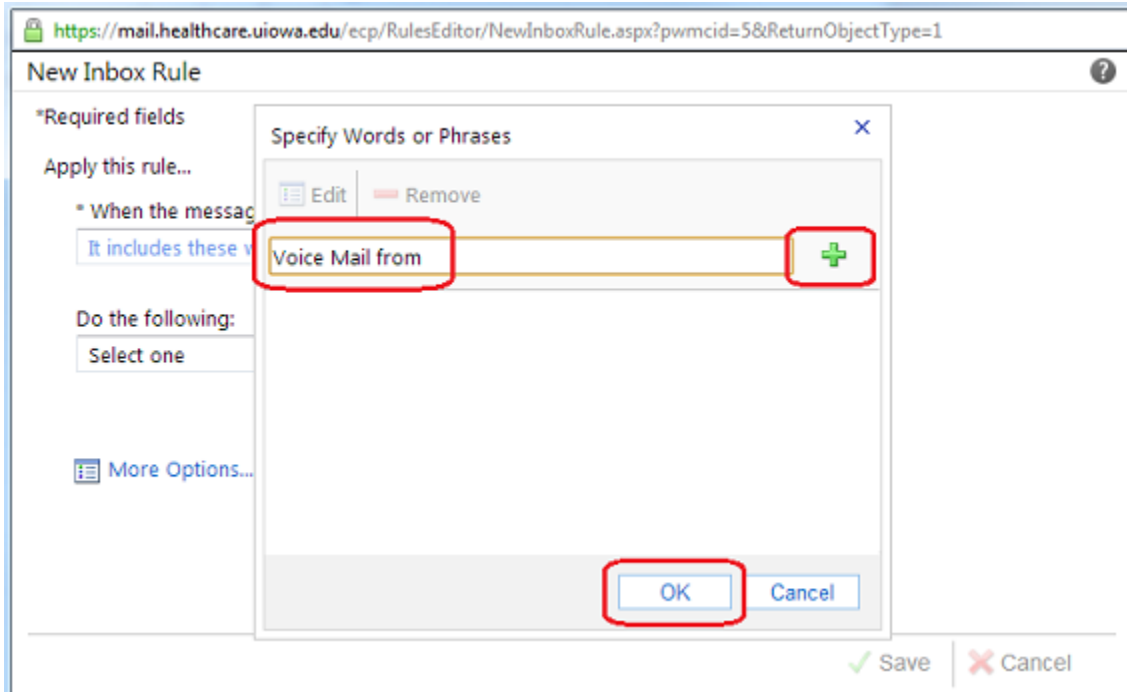 https://mail.healthcare.uiowa.edu/ecp/RulesEditor/NewInboxRule.aspx?pwmcid=5&ReturnObjectType=1
New Inbox Rule
?
*Required fields
Specify Words or Phrases
Apply this rule...
Edit Remove
* When the messag
It includes these w
Voice Mail from
Do the following:
Select one
More Options...
OK Cancel
Save Cancel